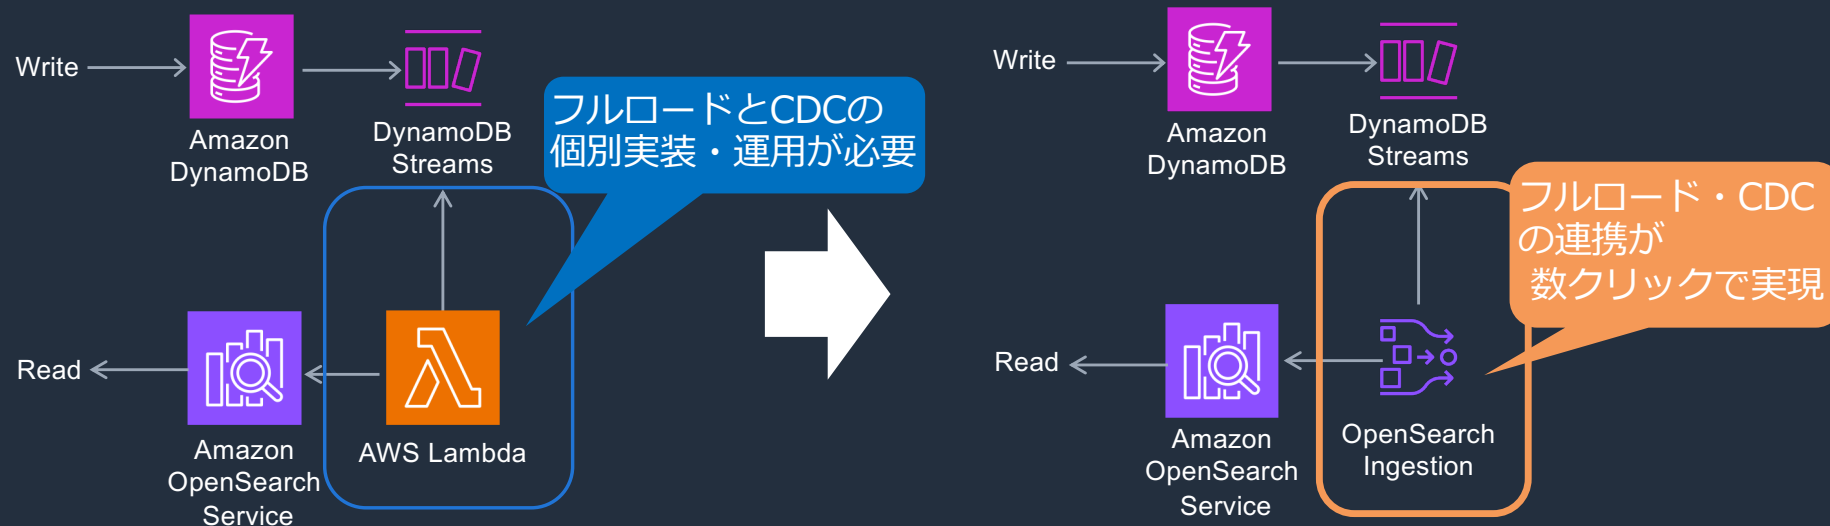 Write
Amazon
DynamoDB
DynamoDB
Streams
フルロードとCDCの
個別実装・運用が必要
Read
Amazon
OpenSearch
Service
AWS Lambda
Write
Amazon
DynamoDB
DynamoDB
Streams
フルロード・CDC
の連携が
数クリックで実現
Read
Amazon
OpenSearch
Service
OpenSearch
Ingestion